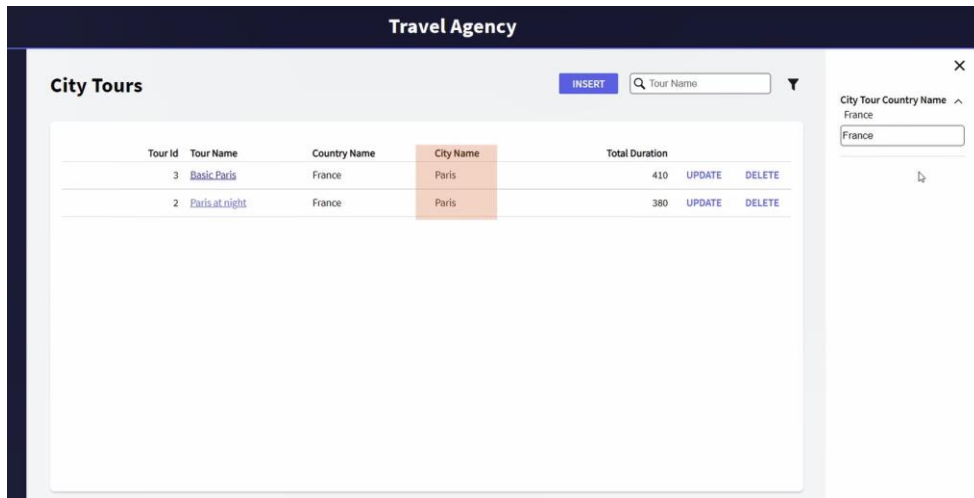 Travel Agency
City Tours
INSERT
Tour Name
City Tour Country Name
France
France
Tour Id Tour Name Country Name City Name Total Duration
3 Basic Paris France Paris 410 UPDATE DELETE
2 Paris at night France Paris 380 UPDATE DELETE